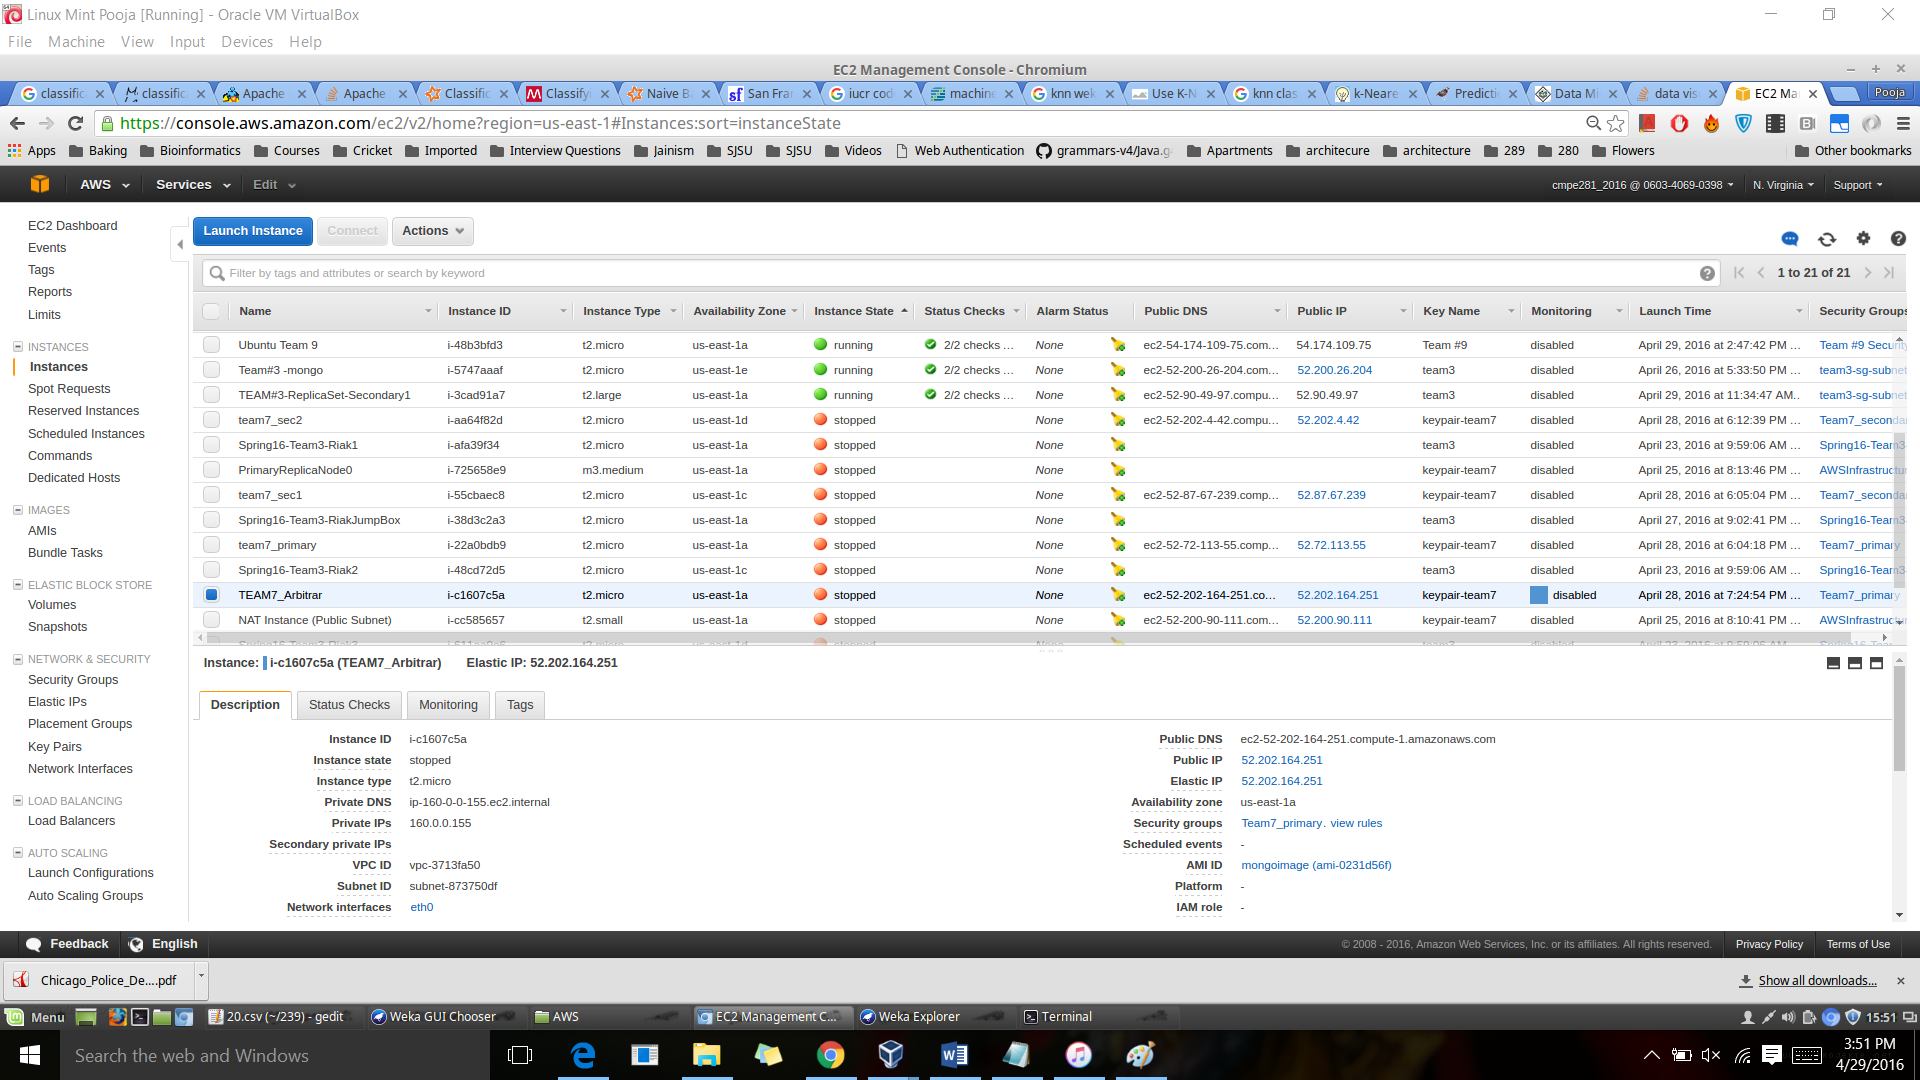 Linux Mint Pooja [Running] - Oracle VM VirtualBox
File Machine View Input Devices Help
EC2 Management Console - Chromium
classific classific Apache Apache Classific Classifyi Naive Ba San Fran iucr cod machine knn wek Use K-N knn clas k-Neare Predictio Data Mi data vis EC2 Ma Pooja
https://console.aws.amazon.com/ec2/v2/home?region=us-east-1#Instances:sort=instanceState
Apps Baking Bioinformatics Courses Cricket Imported Interview Questions Jainism SJSU SJSU Videos Web Authentication grammars-v4/Java.g Apartments architecure architecture 289 280 Flowers Other bookmarks
AWS Services Edit cmpe281_2016 @ 0603-4069-0398 N. Virginia Support
EC2 Dashboard
Events
Tags
Reports
Limits
INSTANCES
Instances
Spot Requests
Reserved Instances
Scheduled Instances
Commands
Dedicated Hosts
IMAGES
AMIs
Bundle Tasks
ELASTIC BLOCK STORE
Volumes
Snapshots
NETWORK & SECURITY
Security Groups
Elastic IPs
Placement Groups
Key Pairs
Network Interfaces
LOAD BALANCING
Load Balancers
AUTO SCALING
Launch Configurations
Auto Scaling Groups
Launch Instance Connect Actions
Filter by tags and attributes or search by keyword 1 to 21 of 21
Name Instance ID Instance Type Availability Zone Instance State Status Checks Alarm Status Public DNS Public IP Key Name Monitoring Launch Time Security Groups
Ubuntu Team 9 i-48b3bfd3 t2.micro us-east-1a running 2/2 checks ... None ec2-54-174-109-75.com... 54.174.109.75 Team #9 disabled April 29, 2016 at 2:47:42 PM ... Team #9 Security
Team#3 -mongo i-5747aaaf t2.micro us-east-1e running 2/2 checks ... None ec2-52-200-26-204.com... 52.200.26.204 team3 disabled April 26, 2016 at 5:33:50 PM ... team3-sg-subnet
TEAM#3-ReplicaSet-Secondary1 i-3cad91a7 t2.large us-east-1a running 2/2 checks ... None ec2-52-90-49-97.compu... 52.90.49.97 team3 disabled April 29, 2016 at 11:34:47 AM... team3-sg-subnet
team7_sec2 i-aa64f82d t2.micro us-east-1d stopped None ec2-52-202-4-42.compu... 52.202.4.42 keypair-team7 disabled April 28, 2016 at 6:12:39 PM ... Team7_seconda
Spring16-Team3-Riak1 i-afa39f34 t2.micro us-east-1a stopped None team3 disabled April 23, 2016 at 9:59:06 AM ... Spring16-Team3-
PrimaryReplicaNode0 i-725658e9 m3.medium us-east-1a stopped None keypair-team7 disabled April 25, 2016 at 8:13:46 PM ... AWSInfrastructur
team7_sec1 i-55cbaec8 t2.micro us-east-1c stopped None ec2-52-87-67-239.comp... 52.87.67.239 keypair-team7 disabled April 28, 2016 at 6:05:04 PM ... Team7_seconda
Spring16-Team3-RiakJumpBox i-38d3c2a3 t2.micro us-east-1a stopped None team3 disabled April 27, 2016 at 9:02:41 PM ... Spring16-Team3-
team7_primary i-22a0bdb9 t2.micro us-east-1a stopped None ec2-52-72-113-55.comp... 52.72.113.55 keypair-team7 disabled April 28, 2016 at 6:04:18 PM ... Team7_primary
Spring16-Team3-Riak2 i-48cd72d5 t2.micro us-east-1c stopped None team3 disabled April 23, 2016 at 9:59:06 AM ... Spring16-Team3-
TEAM7_Arbitrar i-c1607c5a t2.micro us-east-1a stopped None ec2-52-202-164-251.co... 52.202.164.251 keypair-team7 disabled April 28, 2016 at 7:24:54 PM ... Team7_primary
NAT Instance (Public Subnet) i-cc585657 t2.small us-east-1a stopped None ec2-52-200-90-111.com... 52.200.90.111 keypair-team7 disabled April 25, 2016 at 8:10:41 PM ... AWSInfrastructur
Instance: i-c1607c5a (TEAM7_Arbitrar) Elastic IP: 52.202.164.251
Description Status Checks Monitoring Tags
Instance ID i-c1607c5a Public DNS ec2-52-202-164-251.compute-1.amazonaws.com
Instance state stopped Public IP 52.202.164.251
Instance type t2.micro Elastic IP 52.202.164.251
Private DNS ip-160-0-0-155.ec2.internal Availability zone us-east-1a
Private IPs 160.0.0.155 Security groups Team7_primary. view rules
Secondary private IPs Scheduled events -
VPC ID vpc-3713fa50 AMI ID mongoimage (ami-0231d56f)
Subnet ID subnet-873750df Platform -
Network interfaces eth0 IAM role -
Feedback English © 2008 - 2016, Amazon Web Services, Inc. or its affiliates. All rights reserved. Privacy Policy Terms of Use
Chicago_Police_De....pdf Show all downloads...
Menu 20.csv (~/239) - gedit Weka GUI Chooser AWS EC2 Management C... Weka Explorer Terminal 15:51
Search the web and Windows 3:51 PM
4/29/2016